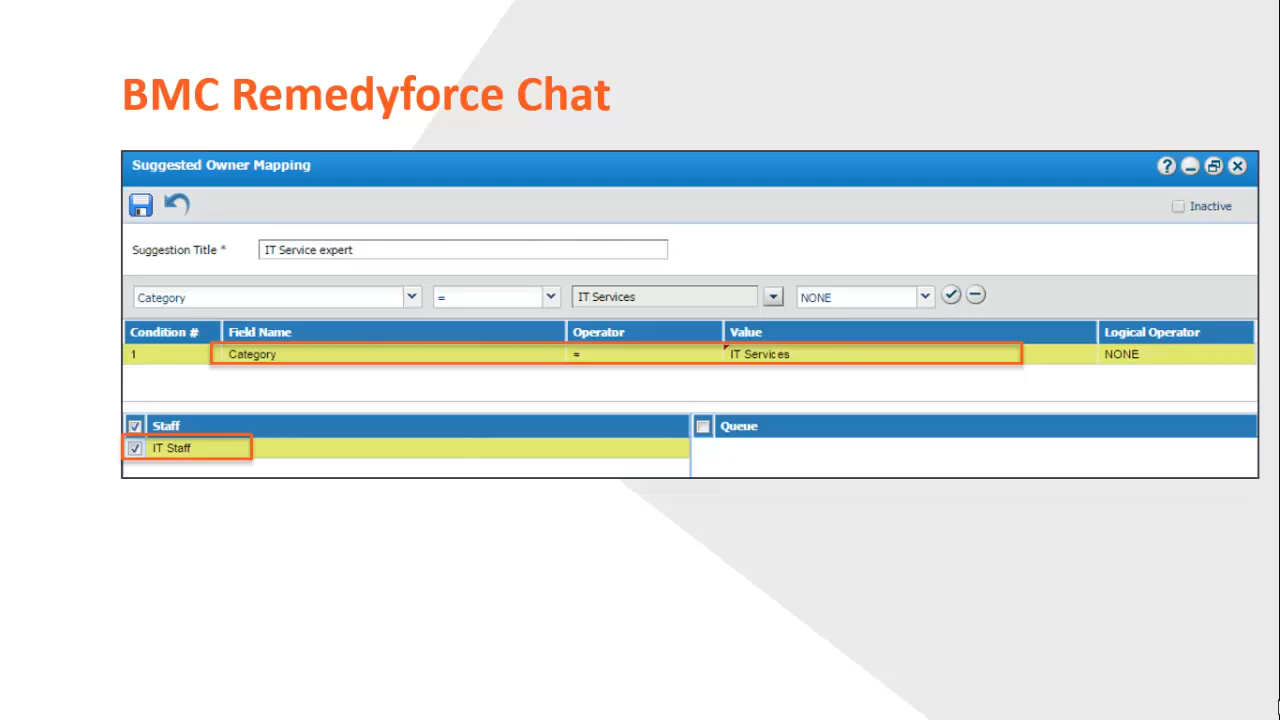 BMC Remedyforce Chat
Suggested Owner Mapping
Inactive
Suggestion Title * IT Service expert
Category = IT Services NONE
Condition # Field Name Operator Value Logical Operator
1 Category = IT Services NONE
Staff Queue
IT Staff